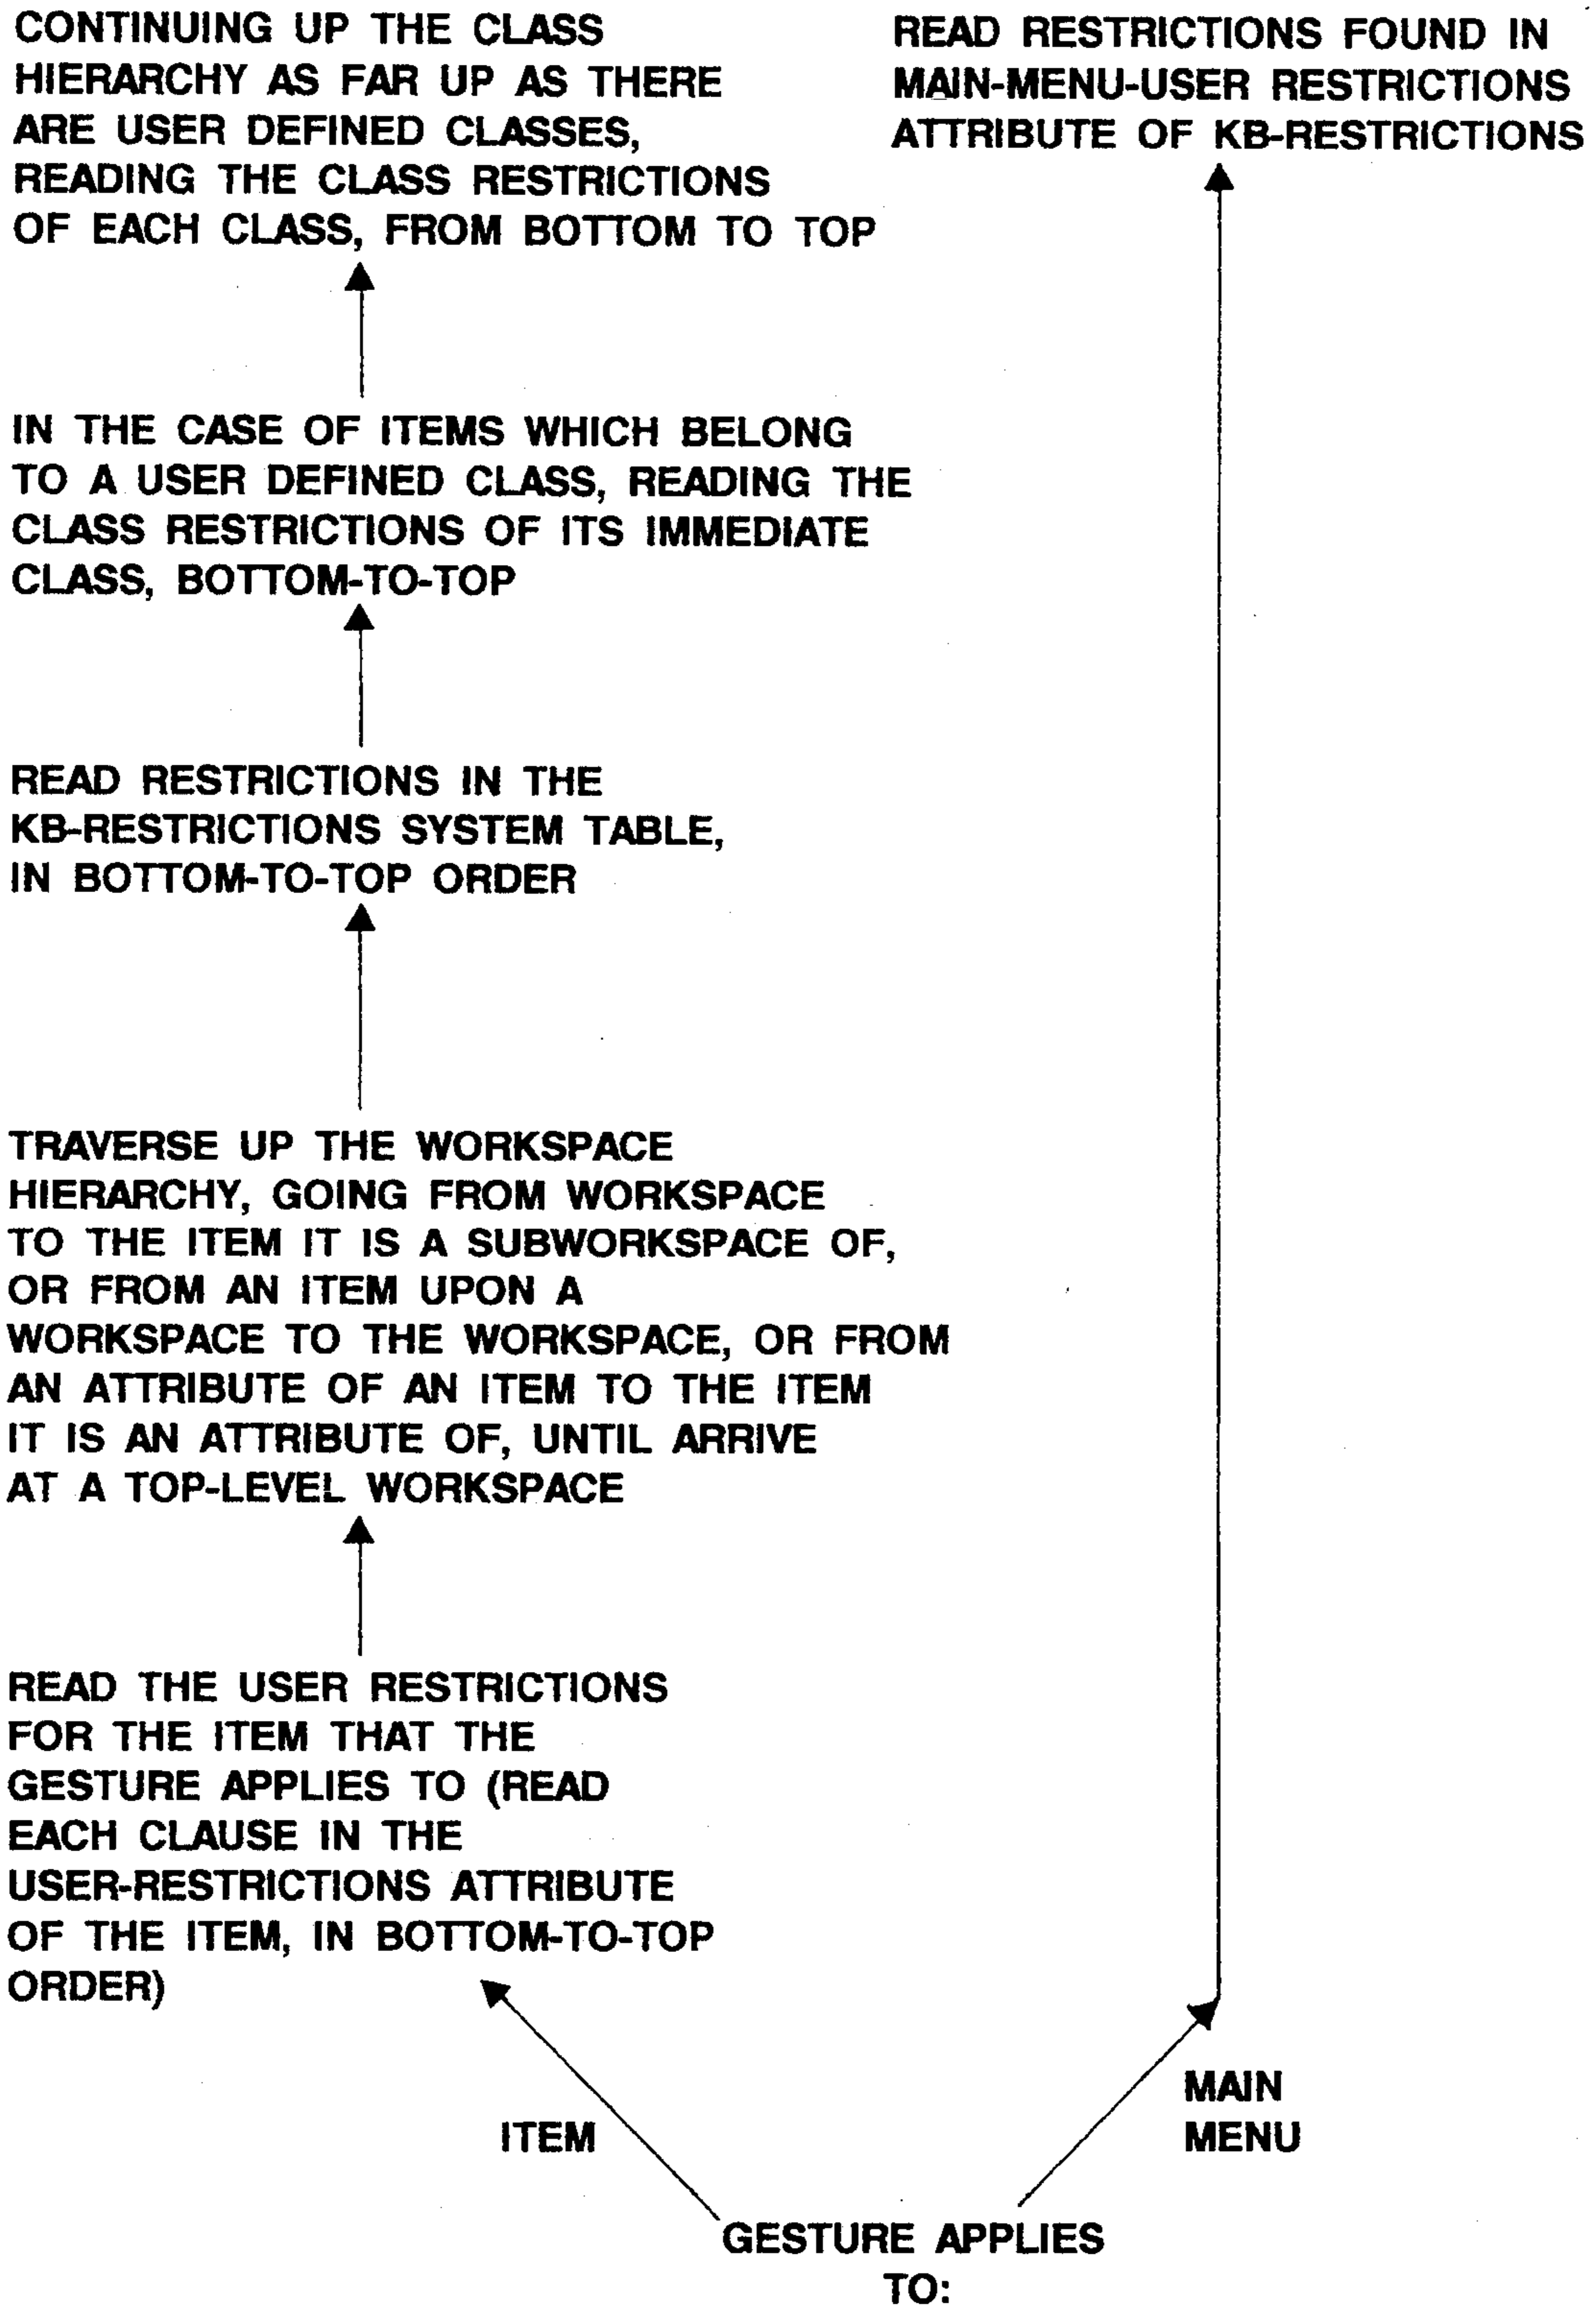 CONTINUING UP THE CLASS
HIERARCHY AS FAR UP AS THERE
ARE USER DEFINED CLASSES,
READING THE CLASS RESTRICTIONS
OF EACH CLASS, FROM BOTTOM TO TOP
READ RESTRICTIONS FOUND IN
MAIN-MENU-USER RESTRICTIONS
ATTRIBUTE OF KB-RESTRICTIONS
IN THE CASE OF ITEMS WHICH BELONG
TO A USER DEFINED CLASS, READING THE
CLASS RESTRICTIONS OF ITS IMMEDIATE
CLASS, BOTTOM-TO-TOP
READ RESTRICTIONS IN THE
KB-RESTRICTIONS SYSTEM TABLE,
IN BOTTOM-TO-TOP ORDER
TRAVERSE UP THE WORKSPACE
HIERARCHY, GOING FROM WORKSPACE
TO THE ITEM IT IS A SUBWORKSPACE OF,
OR FROM AN ITEM UPON A
WORKSPACE TO THE WORKSPACE, OR FROM
AN ATTRIBUTE OF AN ITEM TO THE ITEM
IT IS AN ATTRIBUTE OF, UNTIL ARRIVE
AT A TOP-LEVEL WORKSPACE
READ THE USER RESTRICTIONS
FOR THE ITEM THAT THE
GESTURE APPLIES TO (READ
EACH CLAUSE IN THE
USER-RESTRICTIONS ATTRIBUTE
OF THE ITEM, IN BOTTOM-TO-TOP
ORDER)
ITEM
MAIN
MENU
GESTURE APPLIES
TO: